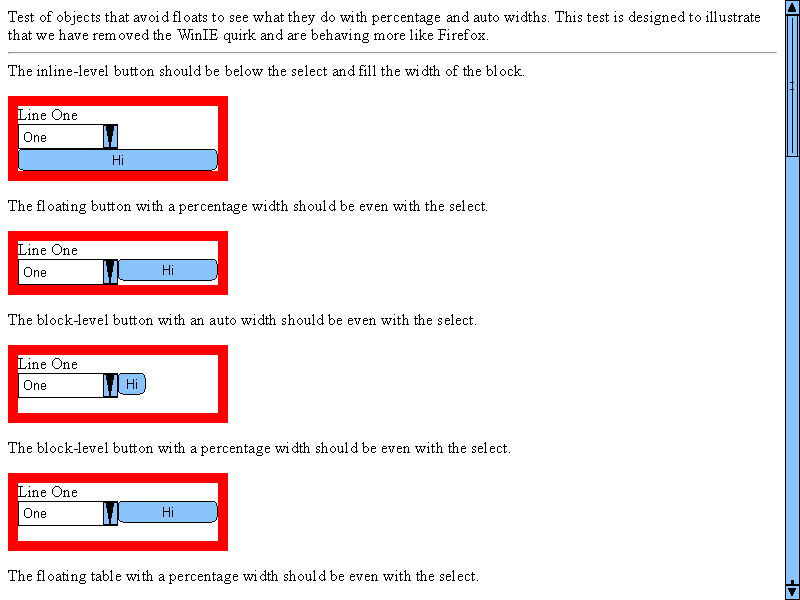 Test of objects that avoid floats to see what they do with percentage and auto widths. This test is designed to illustrate
that we have removed the WinIE quirk and are behaving more like Firefox.
The inline-level button should be below the select and fill the width of the block.
Line One
One
Hi
The floating button with a percentage width should be even with the select.
Line One
One Hi
The block-level button with an auto width should be even with the select.
Line One
One Hi
The block-level button with a percentage width should be even with the select.
Line One
One Hi
The floating table with a percentage width should be even with the select.